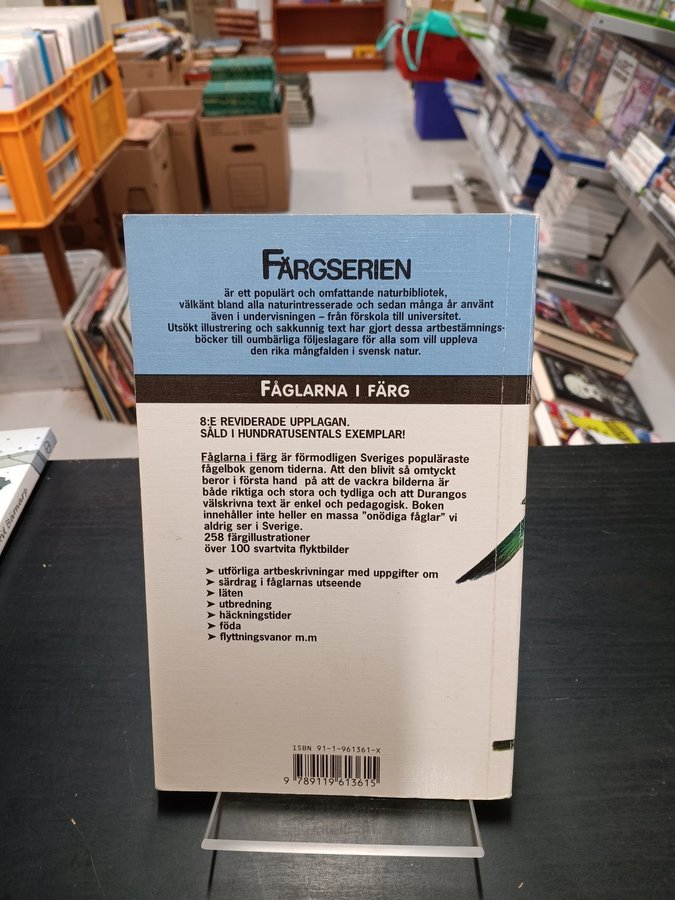 FÄRGSERIEN
är ett populärt och omfattande naturbibliotek,
välkänt bland alla naturintresserade och sedan många år använt
även i undervisningen – från förskola till universitet.
Utsökt illustrering och sakkunnig text har gjort dessa artbestämnings-
böcker till oumbärliga följeslagare för alla som vill uppleva
den rika mångfalden i svensk natur.
FÅGLARNA I FÄRG
8:E REVIDERADE UPPLAGAN.
SÅLD I HUNDRATUSENTALS EXEMPLAR!
Fåglarna i färg är förmodligen Sveriges populäraste
fågelbok genom tiderna. Att den blivit så omtyckt
beror i första hand på att de vackra bilderna är
både riktiga och stora och tydliga och att Durangos
välskrivna text är enkel och pedagogisk. Boken
innehåller inte heller en massa "onödiga fåglar" vi
aldrig ser i Sverige.
258 färgillustrationer
över 100 svartvita flyktbilder
➤ utförliga artbeskrivningar med uppgifter om
➤ särdrag i fåglarnas utseende
➤ läten
➤ utbredning
➤ häckningstider
➤ föda
➤ flyttningsvanor m.m
ISBN 91-1-961361-X
9 789119 613615